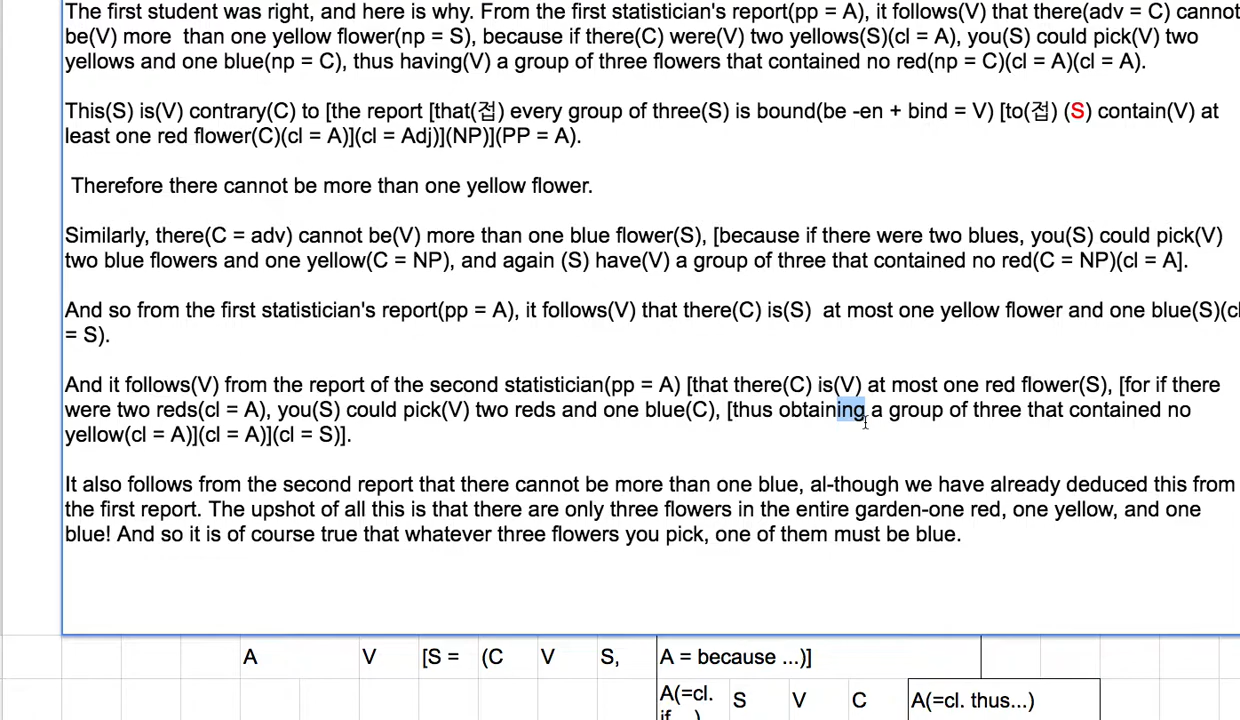 The first student was right, and here is why. From the first statistician's report(pp = A), it follows(V) that there(adv = C) cannot
be(V) more  than one yellow flower(np = S), because if there(C) were(V) two yellows(S)(cl = A), you(S) could pick(V) two
yellows and one blue(np = C), thus having(V) a group of three flowers that contained no red(np = C)(cl = A)(cl = A).
This(S) is(V) contrary(C) to [the report [that(접) every group of three(S) is bound(be -en + bind = V) [to(접) (S) contain(V) at
least one red flower(C)(cl = A)](cl = Adj)](NP)](PP = A).
Therefore there cannot be more than one yellow flower.
Similarly, there(C = adv) cannot be(V) more than one blue flower(S), [because if there were two blues, you(S) could pick(V)
two blue flowers and one yellow(C = NP), and again (S) have(V) a group of three that contained no red(C = NP)(cl = A].
And so from the first statistician's report(pp = A), it follows(V) that there(C) is(S)  at most one yellow flower and one blue(S)(cl
= S).
And it follows(V) from the report of the second statistician(pp = A) [that there(C) is(V) at most one red flower(S), [for if there
were two reds(cl = A), you(S) could pick(V) two reds and one blue(C), [thus obtaining a group of three that contained no
yellow(cl = A)](cl = A)](cl = S)].
It also follows from the second report that there cannot be more than one blue, al-though we have already deduced this from
the first report. The upshot of all this is that there are only three flowers in the entire garden-one red, one yellow, and one
blue! And so it is of course true that whatever three flowers you pick, one of them must be blue.
A V [S = (C V S, A = because ...)]
A(=cl. S V C A(=cl. thus...)
if ...)